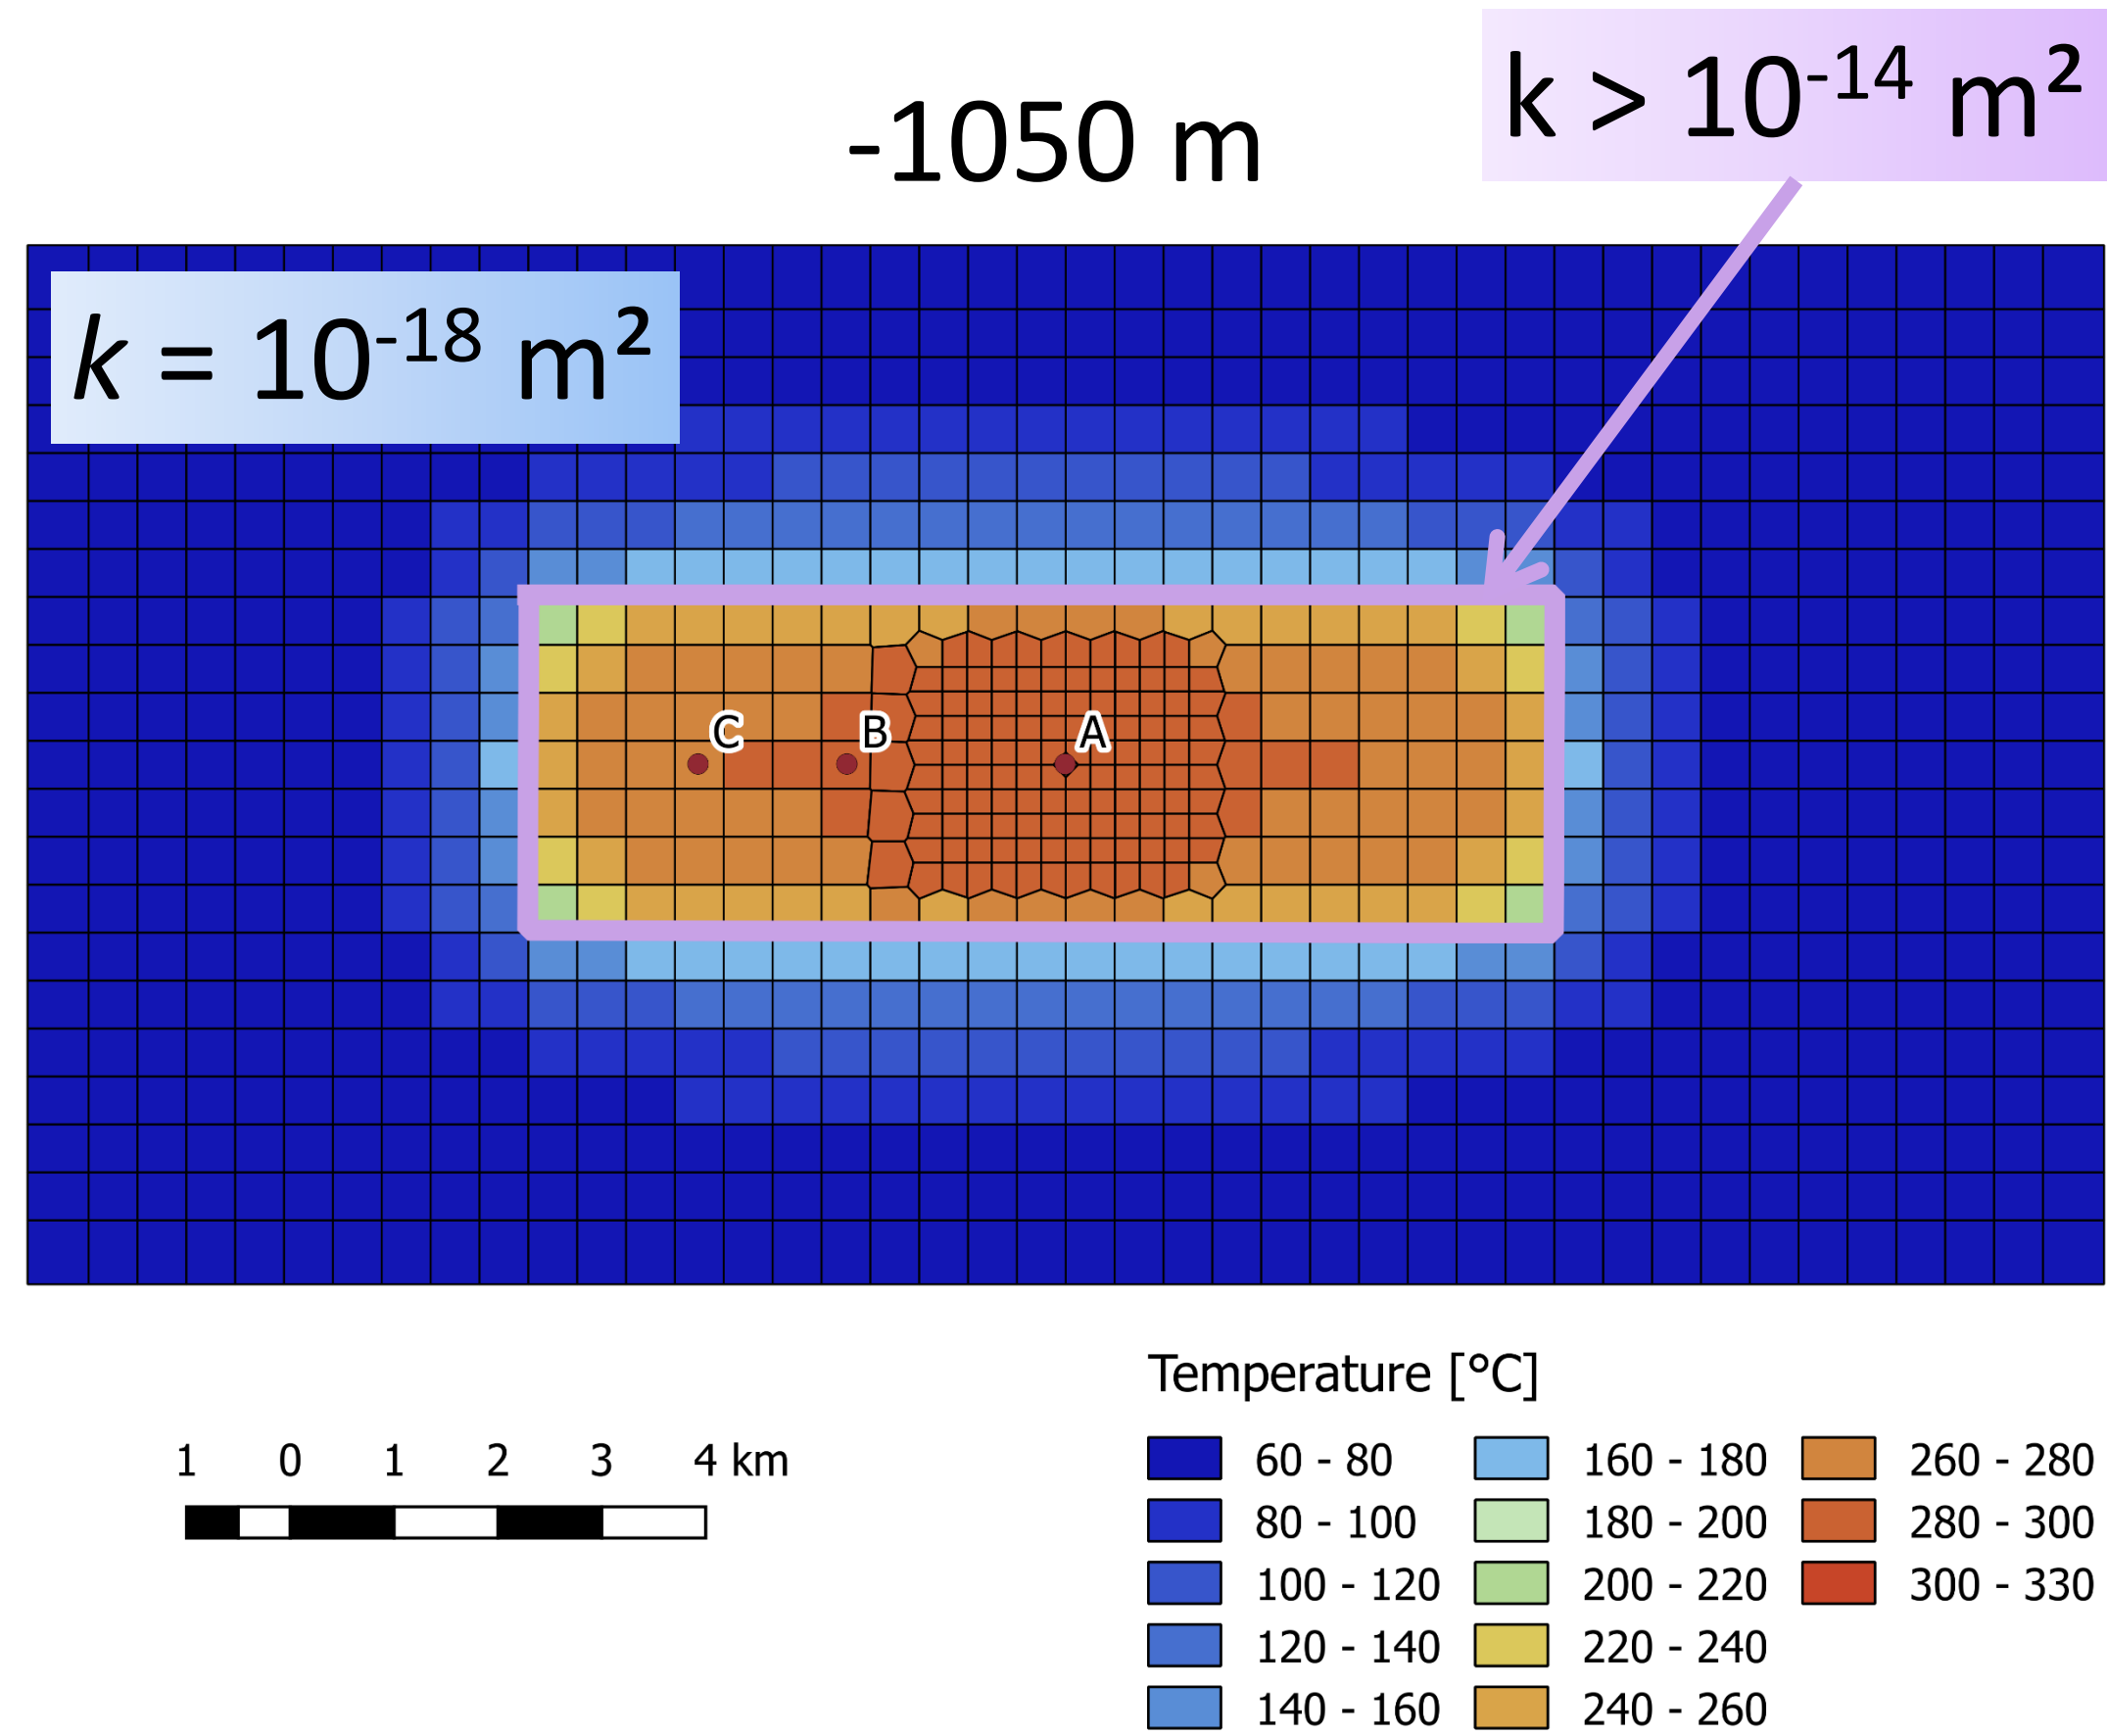 k > 10⁻¹⁴ m²
-1050 m
k = 10⁻¹⁸ m²
C
B
A
Temperature [°C]
1 0 1 2 3 4 km
60 - 80
80 - 100
100 - 120
120 - 140
140 - 160
160 - 180
180 - 200
200 - 220
220 - 240
240 - 260
260 - 280
280 - 300
300 - 330